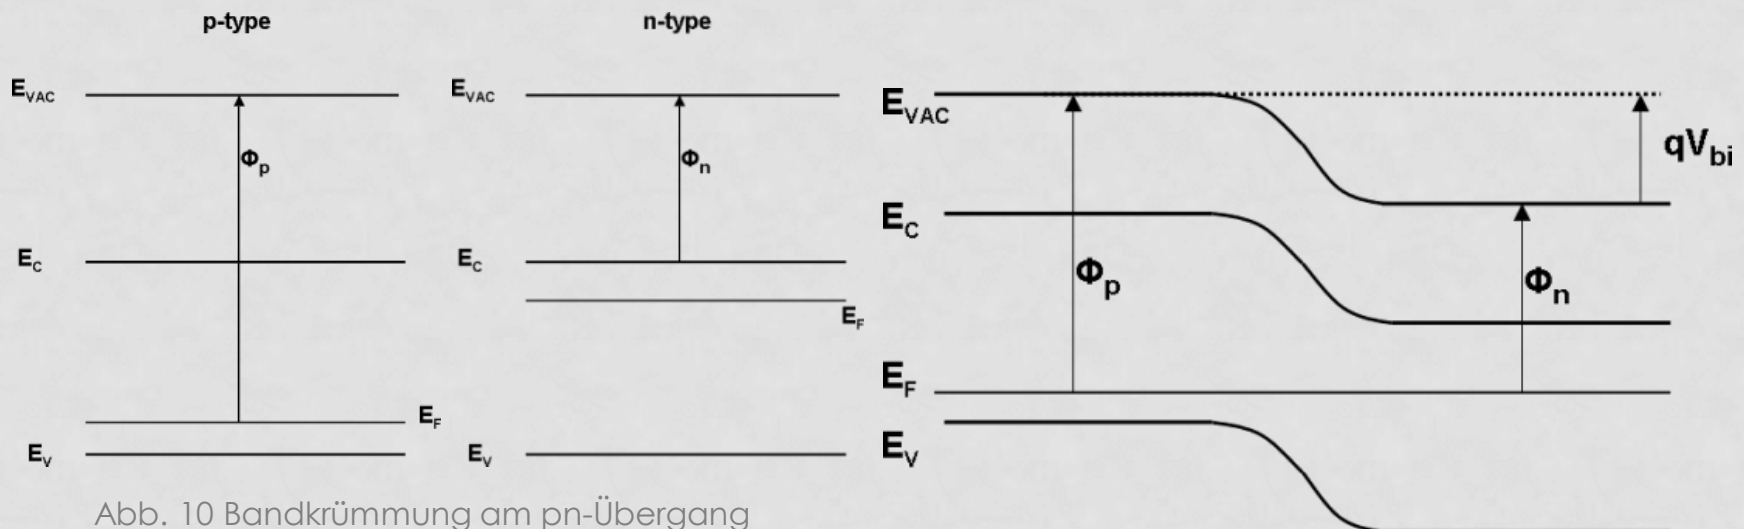 p-type
n-type
E_VAC
E_VAC
Φ_p
Φ_n
E_C
E_C
E_F
E_F
E_V
E_V
E_VAC
qV_bi
E_C
Φ_p
Φ_n
E_F
E_V
Abb. 10 Bandkrümmung am pn-Übergang